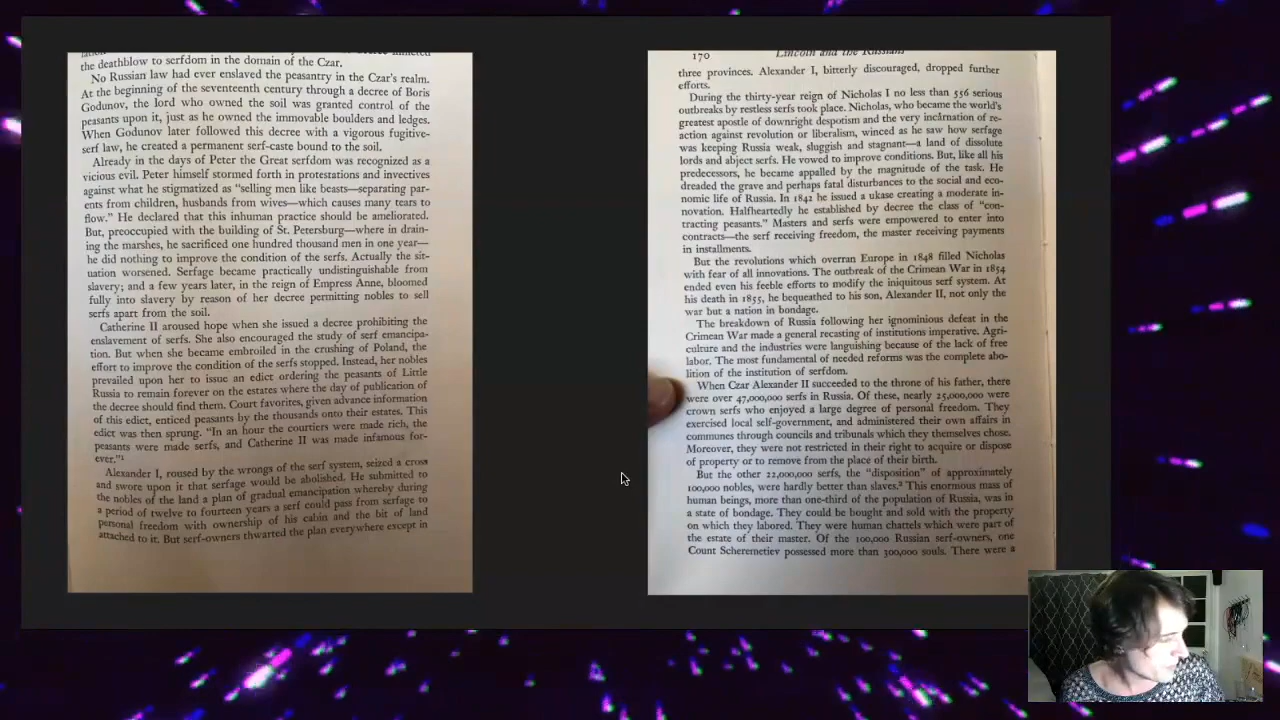 the deathblow to serfdom in the domain of the Czar.
No Russian law had ever enslaved the peasantry in the Czar's realm.
At the beginning of the seventeenth century through a decree of Boris
Godunov, the lord who owned the soil was granted control of the
peasants upon it, just as he owned the immovable boulders and ledges.
When Godunov later followed this decree with a vigorous fugitive-
serf law, he created a permanent serf-caste bound to the soil.
Already in the days of Peter the Great serfdom was recognized as a
vicious evil. Peter himself stormed forth in protestations and invectives
against what he stigmatized as "selling men like beasts—separating par-
ents from children, husbands from wives—which causes many tears to
flow." He declared that this inhuman practice should be ameliorated.
But, preoccupied with the building of St. Petersburg—where in drain-
ing the marshes, he sacrificed one hundred thousand men in one year—
he did nothing to improve the condition of the serfs. Actually the sit-
uation worsened. Serfage became practically undistinguishable from
slavery; and a few years later, in the reign of Empress Anne, bloomed
fully into slavery by reason of her decree permitting nobles to sell
serfs apart from the soil.
Catherine II aroused hope when she issued a decree prohibiting the
enslavement of serfs. She also encouraged the study of serf emancipa-
tion. But when she became embroiled in the crushing of Poland, the
effort to improve the condition of the serfs stopped. Instead, her nobles
prevailed upon her to issue an edict ordering the peasants of Little
Russia to remain forever on the estates where the day of publication of
the decree should find them. Court favorites, given advance information
of this edict, enticed peasants by the thousands onto their estates. This
edict was then sprung. "In an hour the courtiers were made rich, the
peasants were made serfs, and Catherine II was made infamous for-
ever."¹
Alexander I, roused by the wrongs of the serf system, seized a cross
and swore upon it that serfage would be abolished. He submitted to
the nobles of the land a plan of gradual emancipation whereby during
a period of twelve to fourteen years a serf could pass from serfage to
personal freedom with ownership of his cabin and the bit of land
attached to it. But serf-owners thwarted the plan everywhere except in
170 Lincoln and the Russians
three provinces. Alexander I, bitterly discouraged, dropped further
efforts.
During the thirty-year reign of Nicholas I no less than 556 serious
outbreaks by restless serfs took place. Nicholas, who became the world's
greatest apostle of downright despotism and the very incarnation of re-
action against revolution or liberalism, winced as he saw how serfage
was keeping Russia weak, sluggish and stagnant—a land of dissolute
lords and abject serfs. He vowed to improve conditions. But, like all his
predecessors, he became appalled by the magnitude of the task. He
dreaded the grave and perhaps fatal disturbances to the social and eco-
nomic life of Russia. In 1842 he issued a ukase creating a moderate in-
novation. Halfheartedly he established by decree the class of "con-
tracting peasants." Masters and serfs were empowered to enter into
contracts—the serf receiving freedom, the master receiving payments
in installments.
But the revolutions which overran Europe in 1848 filled Nicholas
with fear of all innovations. The outbreak of the Crimean War in 1854
ended even his feeble efforts to modify the iniquitous serf system. At
his death in 1855, he bequeathed to his son, Alexander II, not only the
war but a nation in bondage.
The breakdown of Russia following her ignominious defeat in the
Crimean War made a general recasting of institutions imperative. Agri-
culture and the industries were languishing because of the lack of free
labor. The most fundamental of needed reforms was the complete abo-
lition of the institution of serfdom.
When Czar Alexander II succeeded to the throne of his father, there
were over 47,000,000 serfs in Russia. Of these, nearly 25,000,000 were
crown serfs who enjoyed a large degree of personal freedom. They
exercised local self-government, and administered their own affairs in
communes through councils and tribunals which they themselves chose.
Moreover, they were not restricted in their right to acquire or dispose
of property or to remove from the place of their birth.
But the other 22,000,000 serfs, the "disposition" of approximately
100,000 nobles, were hardly better than slaves.² This enormous mass of
human beings, more than one-third of the population of Russia, was in
a state of bondage. They could be bought and sold with the property
on which they labored. They were human chattels which were part of
the estate of their master. Of the 100,000 Russian serf-owners, one
Count Scheremetiev possessed more than 300,000 souls. There were a